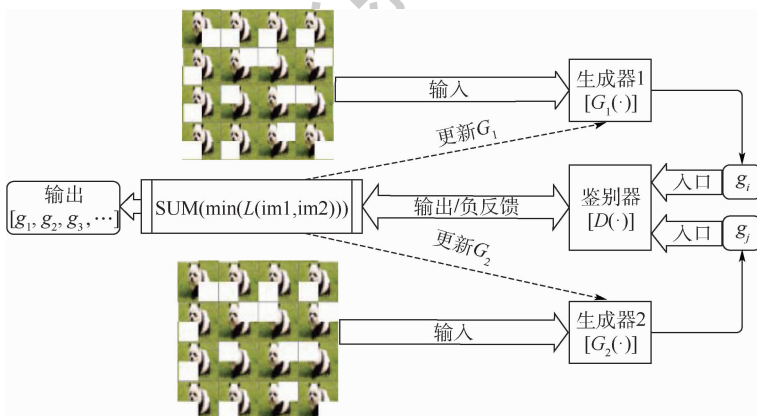 输入
生成器1
[G₁(·)]
更新G₁
输出
[g₁, g₂, g₃, ⋯]
SUM(min(L(im1,im2)))
输出/负反馈
鉴别器
[D(·)]
入口
gᵢ
入口
gⱼ
更新G₂
输入
生成器2
[G₂(·)]